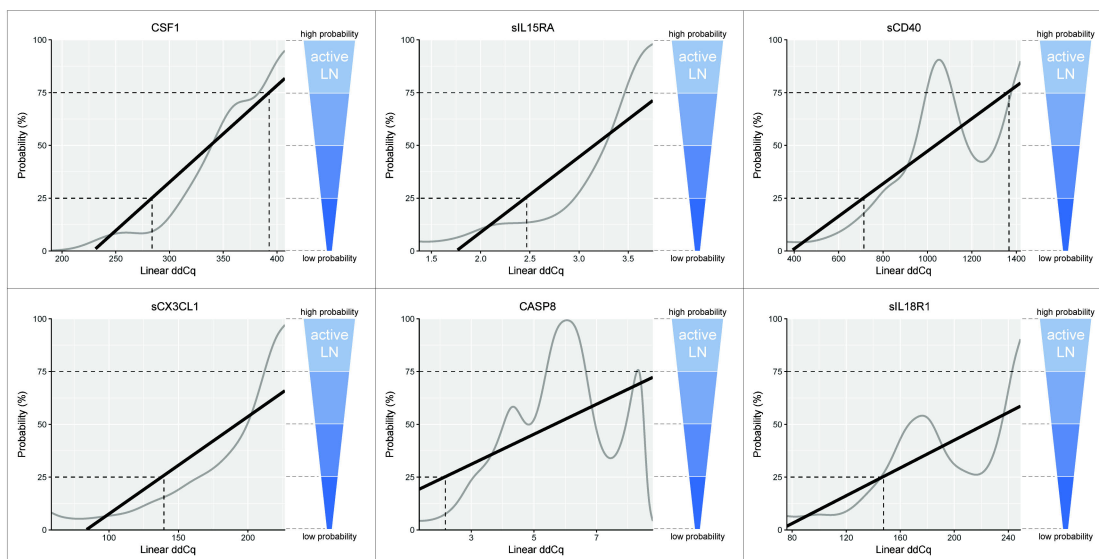 CSF1
high probability
100
75
50
25
0
Probability (%)
200 250 300 350 400
Linear ddCq
active
LN
low probability
sIL15RA
high probability
100
75
50
25
0
Probability (%)
1.5 2.0 2.5 3.0 3.5
Linear ddCq
active
LN
low probability
sCD40
high probability
100
75
50
25
0
Probability (%)
400 600 800 1000 1200 1400
Linear ddCq
active
LN
low probability
sCX3CL1
high probability
100
75
50
25
0
Probability (%)
100 150 200
Linear ddCq
active
LN
low probability
CASP8
high probability
100
75
50
25
0
Probability (%)
3 5 7
Linear ddCq
active
LN
low probability
sIL18R1
high probability
100
75
50
25
0
Probability (%)
80 120 160 200 240
Linear ddCq
active
LN
low probability